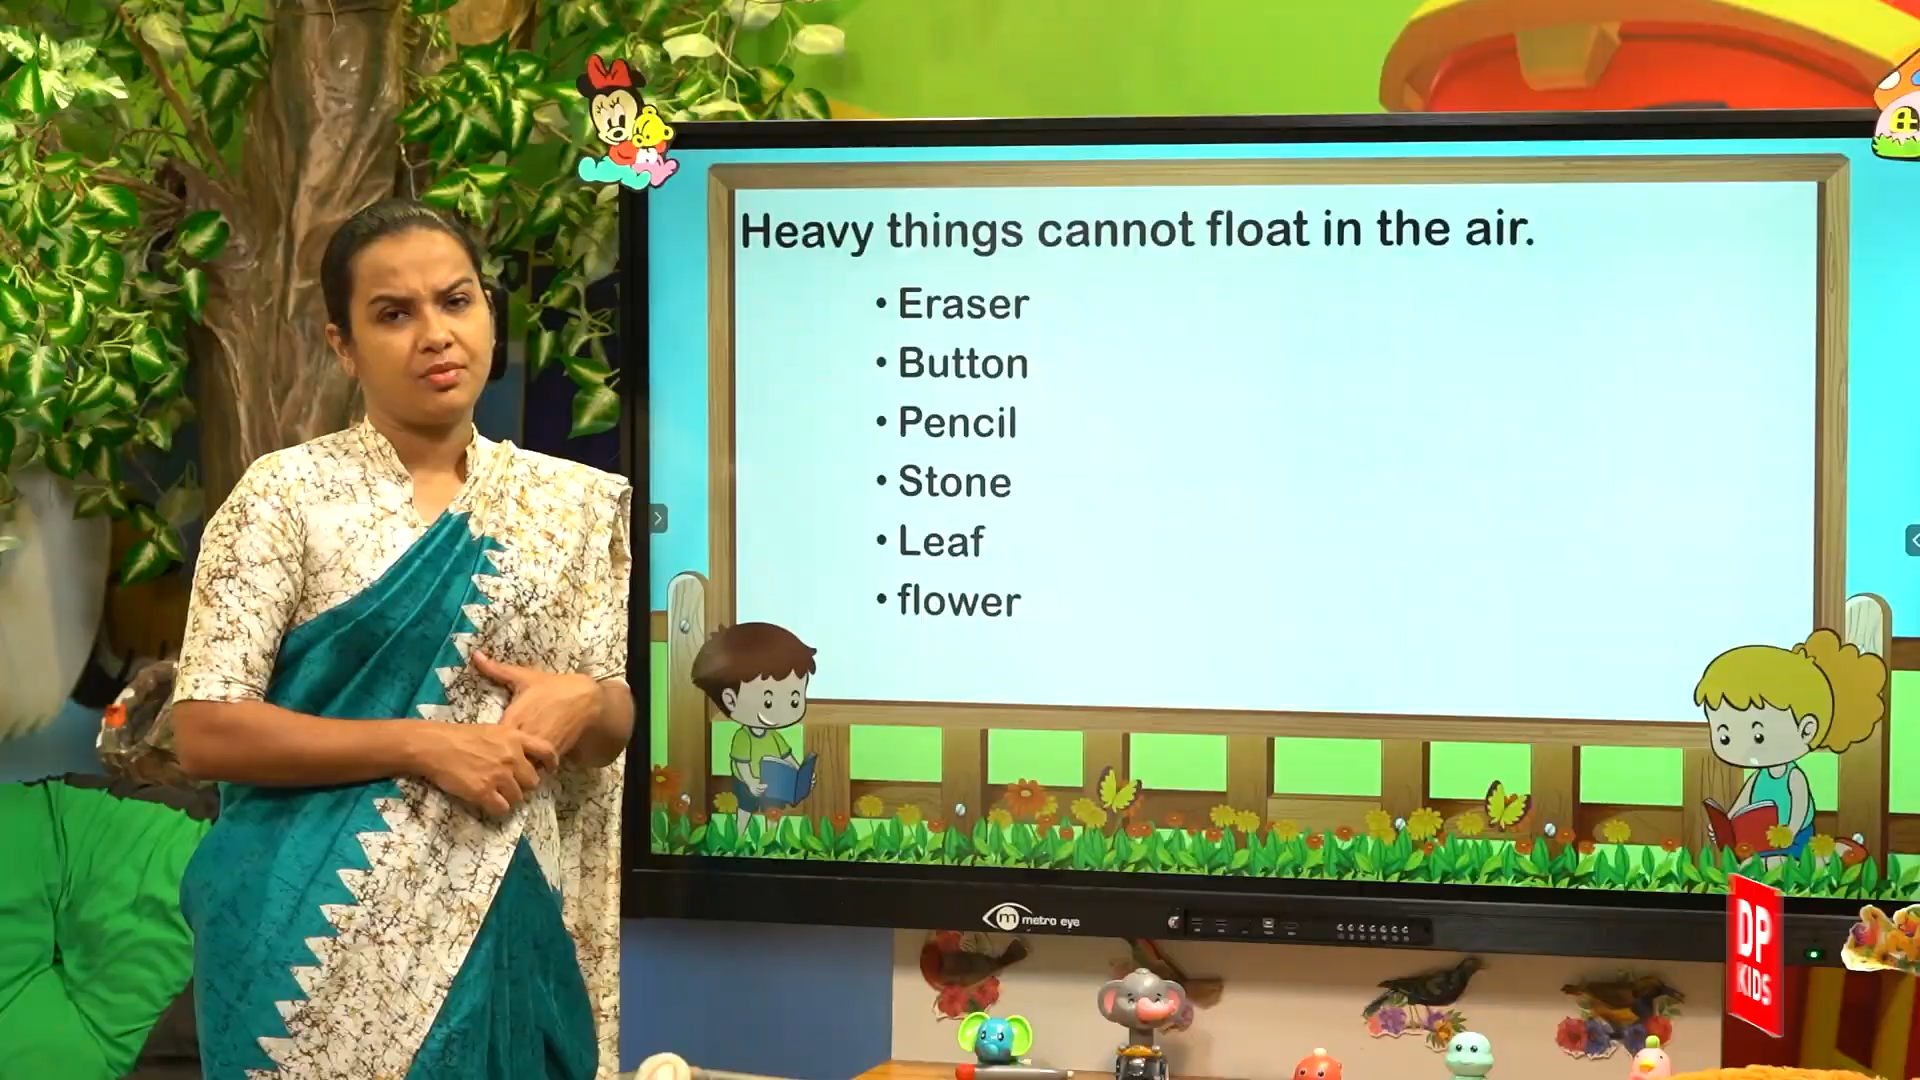 Heavy things cannot float in the air.
• Eraser
• Button
• Pencil
• Stone
• Leaf
• flower
metro eye
DP
KIDS